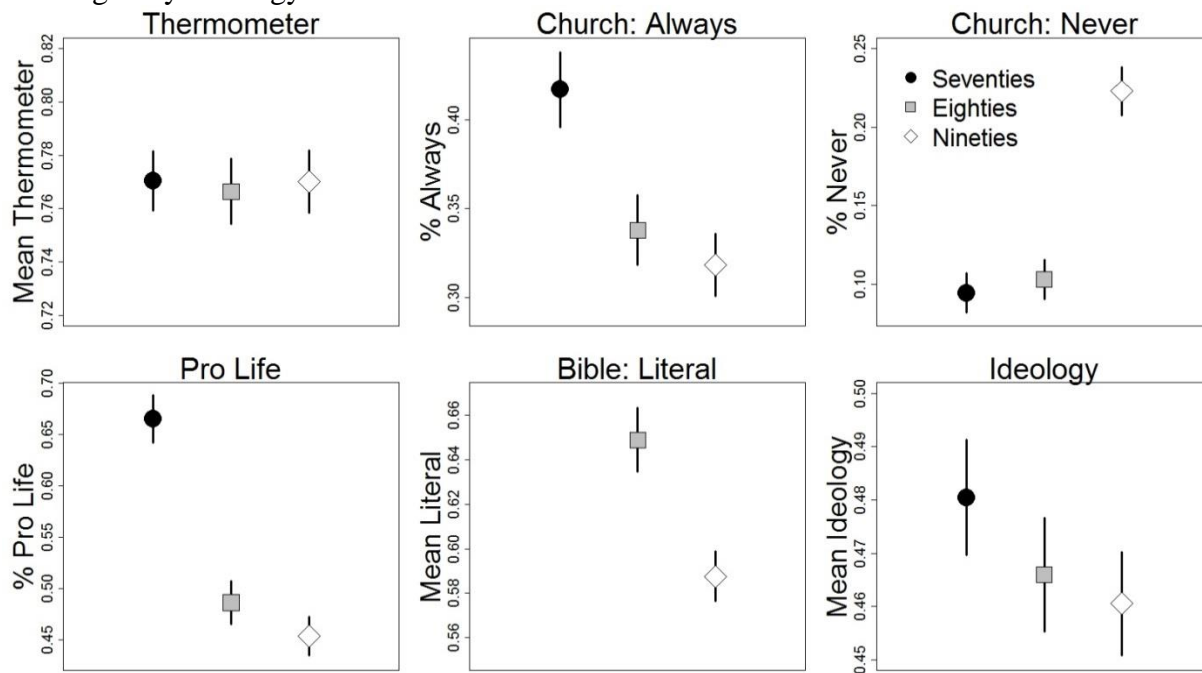 Thermometer
Mean Thermometer
0.72 0.74 0.76 0.78 0.80 0.82
Church: Always
% Always
0.30 0.35 0.40
Church: Never
% Never
0.10 0.15 0.20 0.25
Seventies
Eighties
Nineties
Pro Life
% Pro Life
0.45 0.50 0.55 0.60 0.65 0.70
Bible: Literal
Mean Literal
0.56 0.58 0.60 0.62 0.64 0.66
Ideology
Mean Ideology
0.45 0.46 0.47 0.48 0.49 0.50